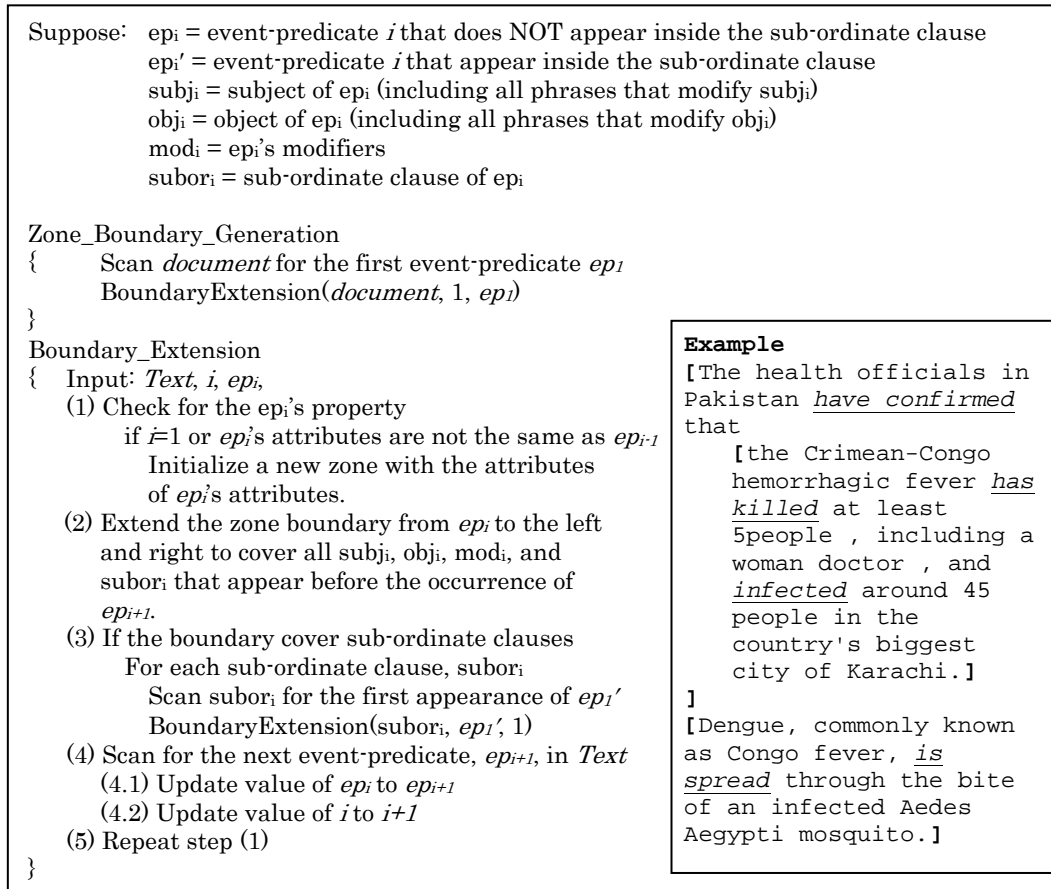 Suppose: epi = event-predicate i that does NOT appear inside the sub-ordinate clause
epi′ = event-predicate i that appear inside the sub-ordinate clause
subji = subject of epi (including all phrases that modify subji)
obji = object of epi (including all phrases that modify obji)
modi = epi's modifiers
subori = sub-ordinate clause of epi
Zone_Boundary_Generation
{ Scan document for the first event-predicate ep1
BoundaryExtension(document, 1, ep1)
}
Boundary_Extension
{ Input: Text, i, epi,
(1) Check for the epi's property
if i=1 or epi's attributes are not the same as epi-1
Initialize a new zone with the attributes
of epi's attributes.
(2) Extend the zone boundary from epi to the left
and right to cover all subji, obji, modi, and
subori that appear before the occurrence of
epi+1.
(3) If the boundary cover sub-ordinate clauses
For each sub-ordinate clause, subori
Scan subori for the first appearance of ep1′
BoundaryExtension(subori, ep1′, 1)
(4) Scan for the next event-predicate, epi+1, in Text
(4.1) Update value of epi to epi+1
(4.2) Update value of i to i+1
(5) Repeat step (1)
}
Example
[The health officials in
Pakistan have confirmed
that
[the Crimean-Congo
hemorrhagic fever has
killed at least
5people , including a
woman doctor , and
infected around 45
people in the
country's biggest
city of Karachi.]
]
[Dengue, commonly known
as Congo fever, is
spread through the bite
of an infected Aedes
Aegypti mosquito.]